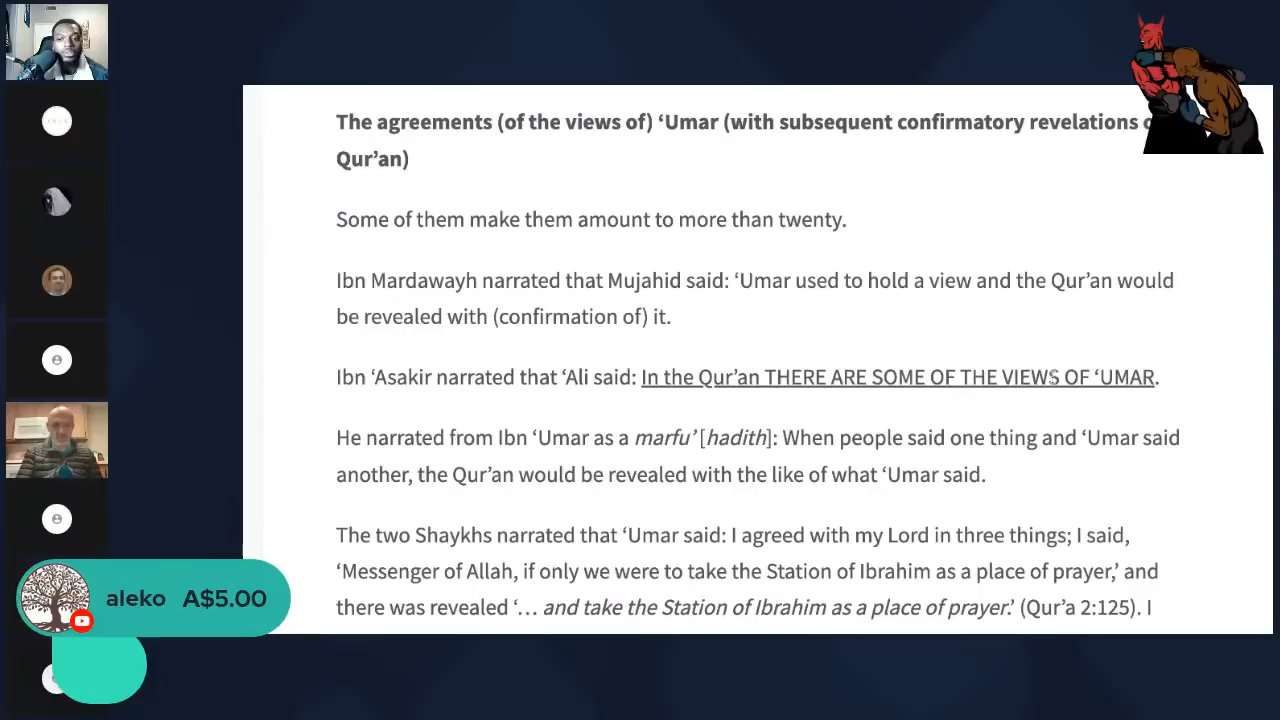 The agreements (of the views of) ‘Umar (with subsequent confirmatory revelations
Qur’an)
Some of them make them amount to more than twenty.
Ibn Mardawayh narrated that Mujahid said: ‘Umar used to hold a view and the Qur’an would
be revealed with (confirmation of) it.
Ibn ‘Asakir narrated that ‘Ali said: In the Qur’an THERE ARE SOME OF THE VIEWS OF ‘UMAR.
He narrated from Ibn ‘Umar as a marfu’ [hadith]: When people said one thing and ‘Umar said
another, the Qur’an would be revealed with the like of what ‘Umar said.
The two Shaykhs narrated that ‘Umar said: I agreed with my Lord in three things; I said,
‘Messenger of Allah, if only we were to take the Station of Ibrahim as a place of prayer,’ and
there was revealed ‘… and take the Station of Ibrahim as a place of prayer.’ (Qur’a 2:125). I
aleko A$5.00